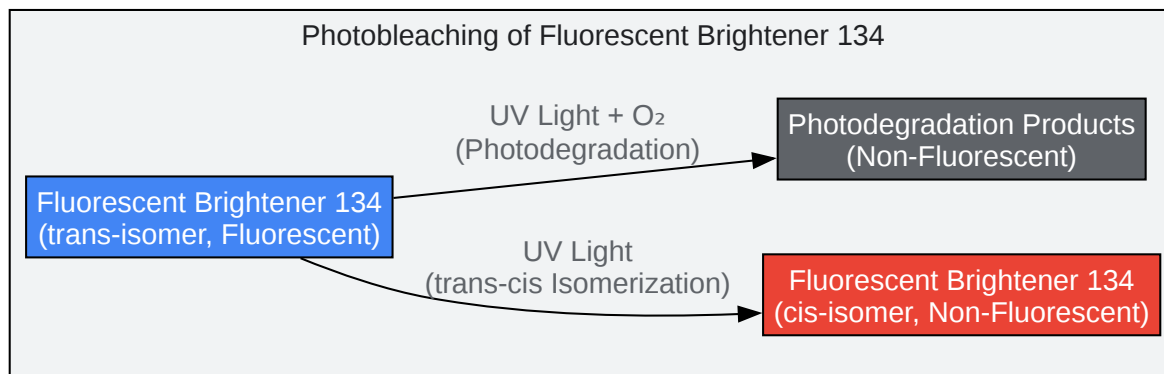 Photobleaching of Fluorescent Brightener 134
UV Light + O₂
(Photodegradation)
Photodegradation Products
(Non-Fluorescent)
Fluorescent Brightener 134
(trans-isomer, Fluorescent)
UV Light
(trans-cis Isomerization)
Fluorescent Brightener 134
(cis-isomer, Non-Fluorescent)